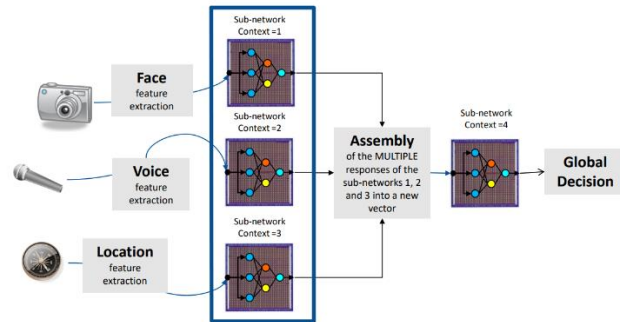 Sub-network
Context =1
Face
feature
extraction
Sub-network
Context =2
Voice
feature
extraction
Sub-network
Context =3
Location
feature
extraction
Assembly
of the MULTIPLE
responses of the
sub-networks 1, 2
and 3 into a new
vector
Sub-network
Context =4
Global
Decision